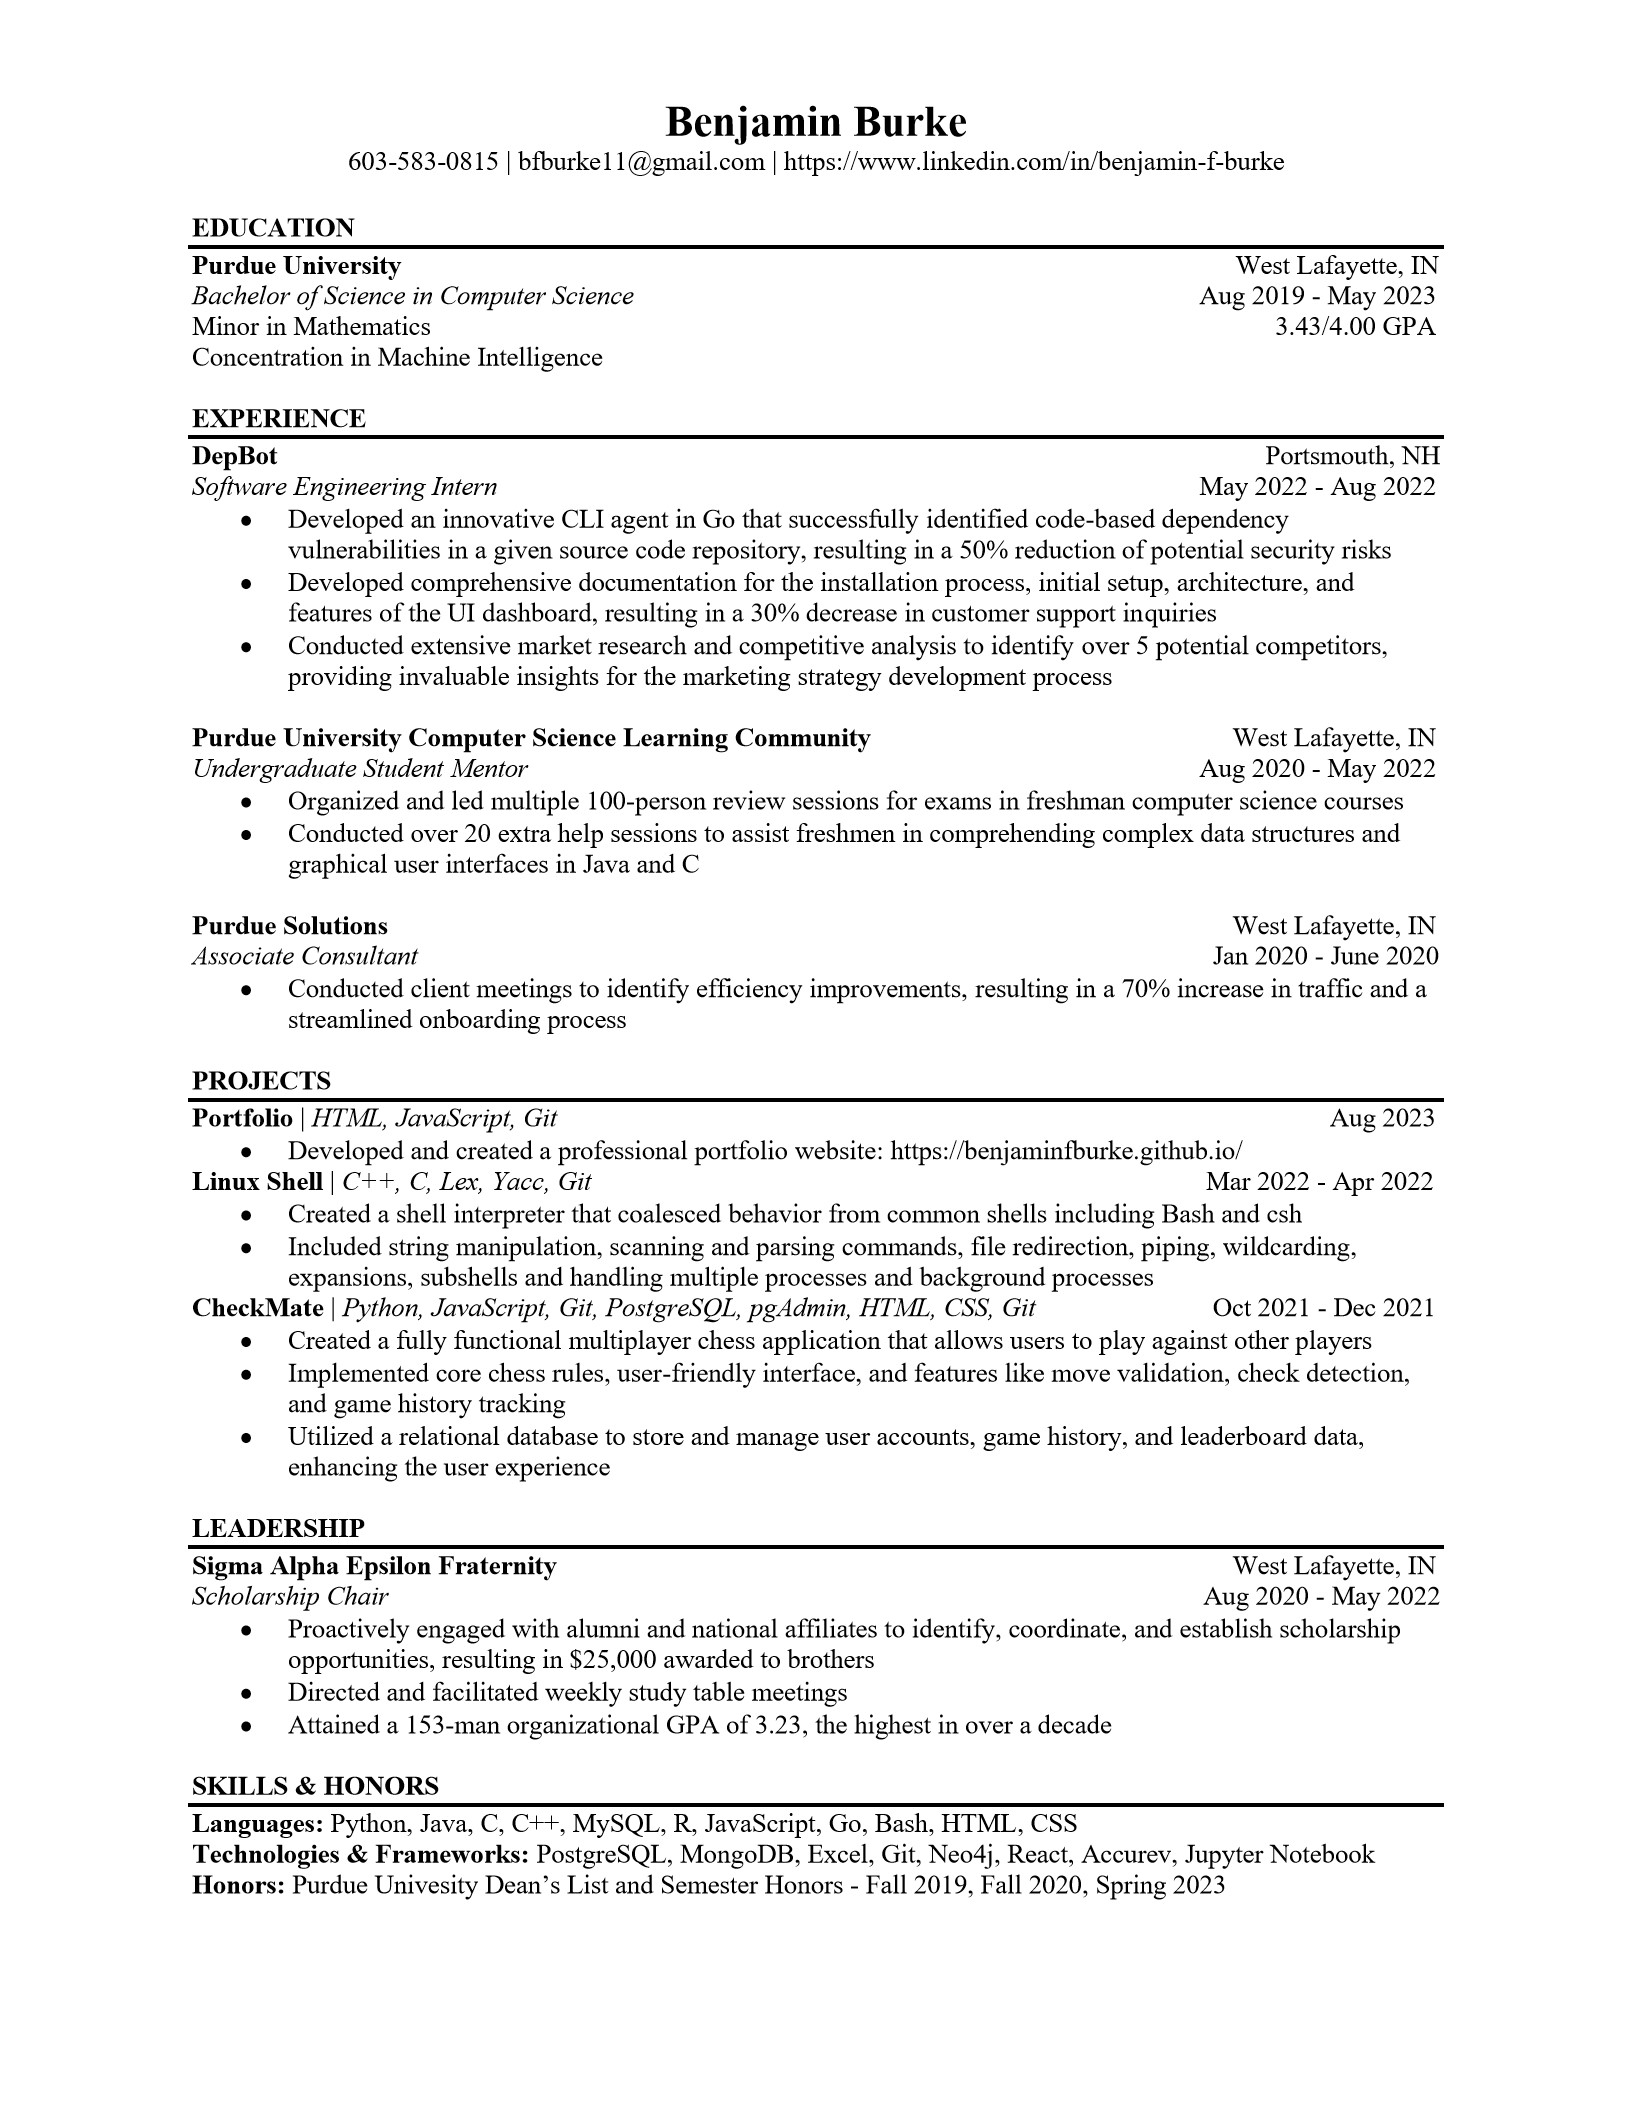 Benjamin Burke
603-583-0815 | bfburke11@gmail.com | https://www.linkedin.com/in/benjamin-f-burke
EDUCATION
Purdue University West Lafayette, IN
Bachelor of Science in Computer Science Aug 2019 - May 2023
Minor in Mathematics 3.43/4.00 GPA
Concentration in Machine Intelligence
EXPERIENCE
DepBot Portsmouth, NH
Software Engineering Intern May 2022 - Aug 2022
● Developed an innovative CLI agent in Go that successfully identified code-based dependency
vulnerabilities in a given source code repository, resulting in a 50% reduction of potential security risks
● Developed comprehensive documentation for the installation process, initial setup, architecture, and
features of the UI dashboard, resulting in a 30% decrease in customer support inquiries
● Conducted extensive market research and competitive analysis to identify over 5 potential competitors,
providing invaluable insights for the marketing strategy development process
Purdue University Computer Science Learning Community West Lafayette, IN
Undergraduate Student Mentor Aug 2020 - May 2022
● Organized and led multiple 100-person review sessions for exams in freshman computer science courses
● Conducted over 20 extra help sessions to assist freshmen in comprehending complex data structures and
graphical user interfaces in Java and C
Purdue Solutions West Lafayette, IN
Associate Consultant Jan 2020 - June 2020
● Conducted client meetings to identify efficiency improvements, resulting in a 70% increase in traffic and a
streamlined onboarding process
PROJECTS
Portfolio | HTML, JavaScript, Git Aug 2023
● Developed and created a professional portfolio website: https://benjaminfburke.github.io/
Linux Shell | C++, C, Lex, Yacc, Git Mar 2022 - Apr 2022
● Created a shell interpreter that coalesced behavior from common shells including Bash and csh
● Included string manipulation, scanning and parsing commands, file redirection, piping, wildcarding,
expansions, subshells and handling multiple processes and background processes
CheckMate | Python, JavaScript, Git, PostgreSQL, pgAdmin, HTML, CSS, Git Oct 2021 - Dec 2021
● Created a fully functional multiplayer chess application that allows users to play against other players
● Implemented core chess rules, user-friendly interface, and features like move validation, check detection,
and game history tracking
● Utilized a relational database to store and manage user accounts, game history, and leaderboard data,
enhancing the user experience
LEADERSHIP
Sigma Alpha Epsilon Fraternity West Lafayette, IN
Scholarship Chair Aug 2020 - May 2022
● Proactively engaged with alumni and national affiliates to identify, coordinate, and establish scholarship
opportunities, resulting in $25,000 awarded to brothers
● Directed and facilitated weekly study table meetings
● Attained a 153-man organizational GPA of 3.23, the highest in over a decade
SKILLS & HONORS
Languages: Python, Java, C, C++, MySQL, R, JavaScript, Go, Bash, HTML, CSS
Technologies & Frameworks: PostgreSQL, MongoDB, Excel, Git, Neo4j, React, Accurev, Jupyter Notebook
Honors: Purdue Univesity Dean’s List and Semester Honors - Fall 2019, Fall 2020, Spring 2023